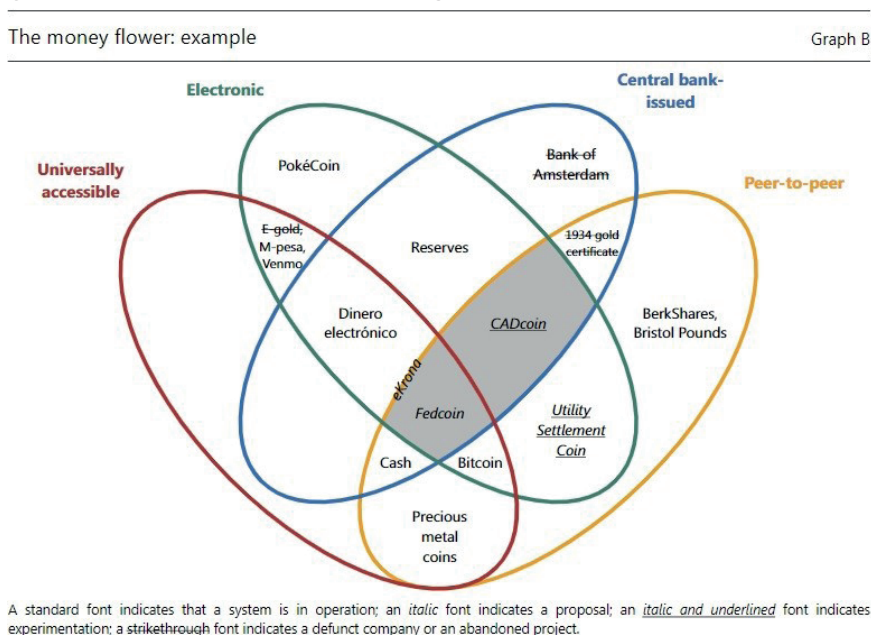 The money flower: example
Graph B
Electronic
Central bank-
issued
Universally
accessible
Peer-to-peer
PokéCoin
Bank of
Amsterdam
E-gold,
M-pesa,
Venmo
Reserves
1934 gold
certificate
Dinero
electrónico
CADcoin
BerkShares,
Bristol Pounds
eKrona
Fedcoin
Utility
Settlement
Coin
Cash
Bitcoin
Precious
metal
coins
A standard font indicates that a system is in operation; an italic font indicates a proposal; an italic and underlined font indicates
experimentation; a strikethrough font indicates a defunct company or an abandoned project.